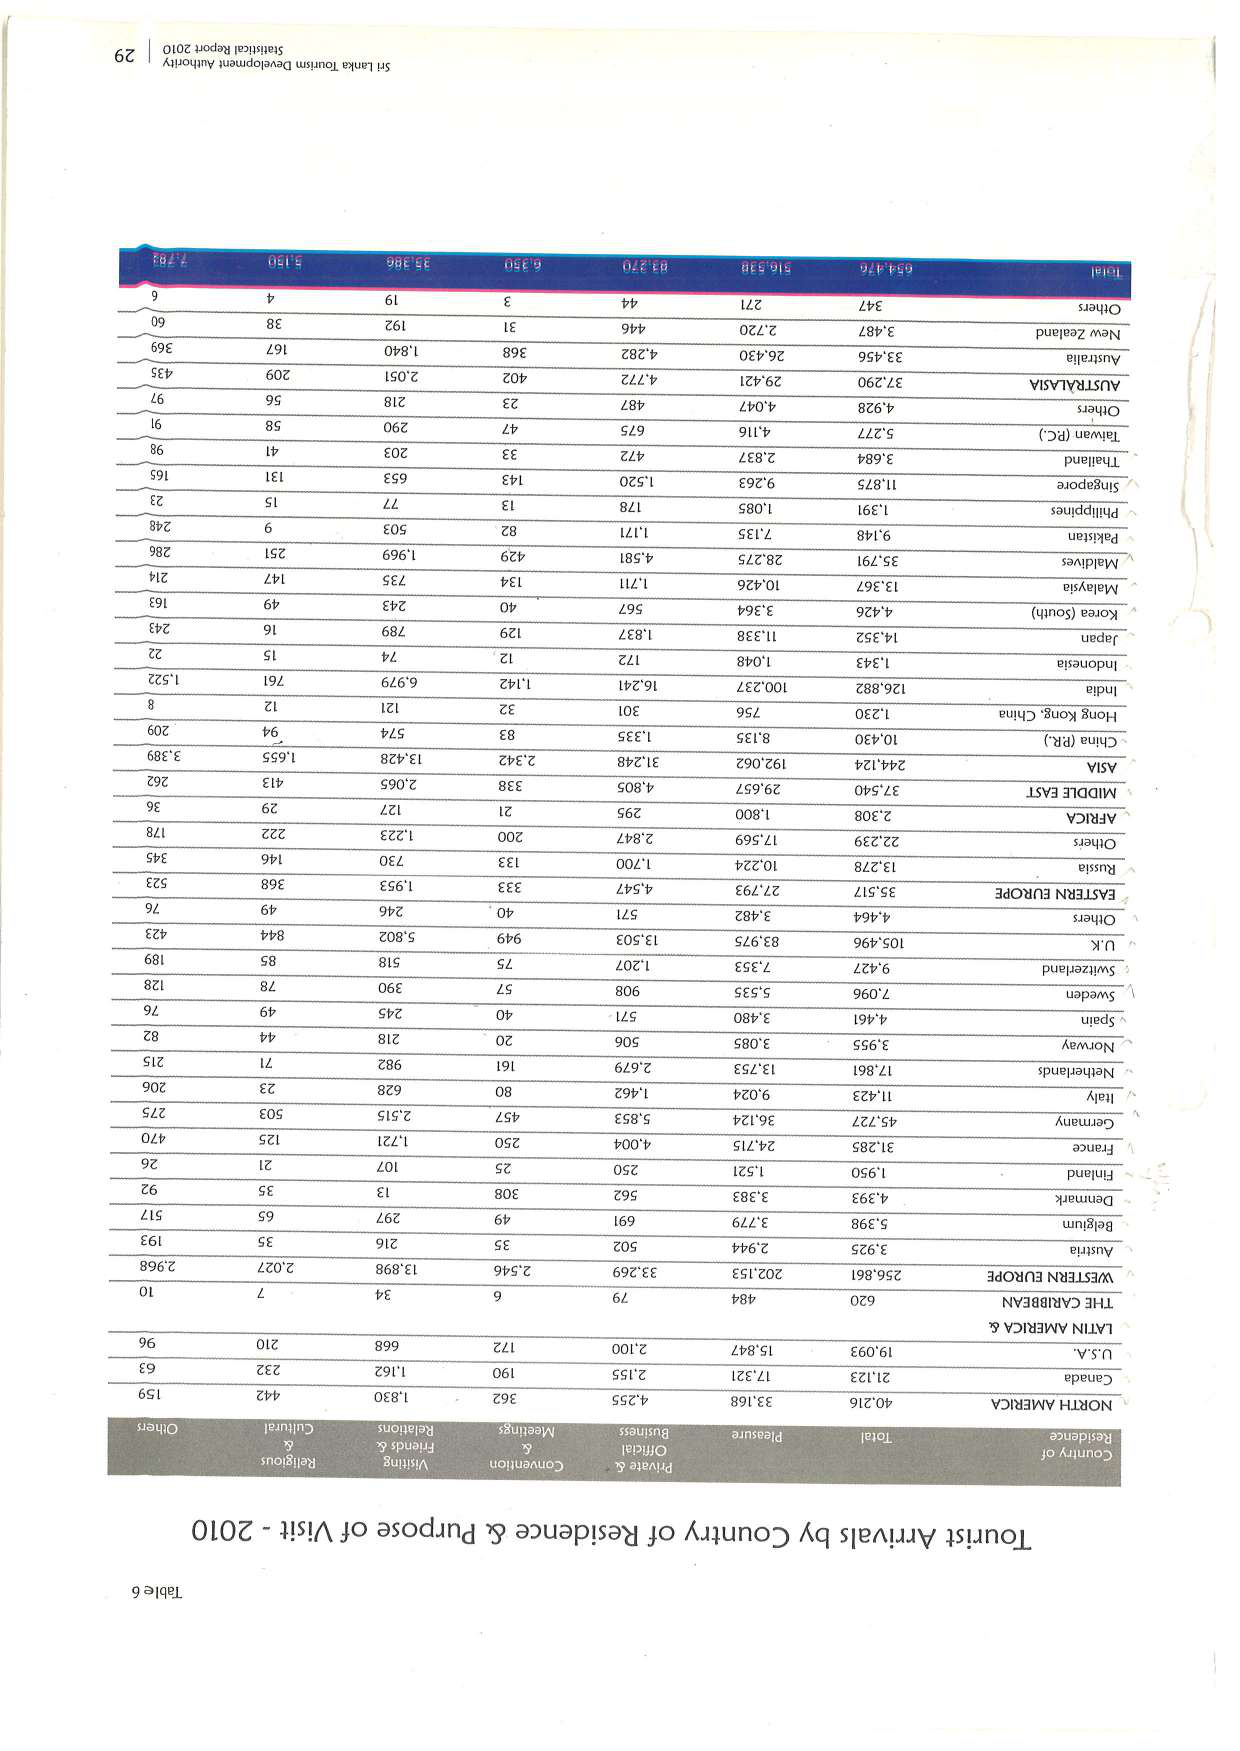 Table 6
Tourist Arrivals by Country of Residence & Purpose of Visit - 2010
Country of Residence Total Pleasure Private & Official Business Convention & Meetings Visiting Friends & Relations Religious & Cultural Others
NORTH AMERICA 40,216 33,168 4,255 362 1,830 442 159
Canada 21,123 17,321 2,155 190 1,162 232 63
U.S.A. 19,093 15,847 2,100 172 668 210 96
LATIN AMERICA &
THE CARIBBEAN 620 484 79 6 34 7 10
WESTERN EUROPE 256,861 202,153 33,269 2,546 13,898 2,027 2,968
Austria 3,925 2,944 502 35 216 35 193
Belgium 5,398 3,779 691 49 297 65 517
Denmark 4,393 3,383 562 308 13 35 92
Finland 1,950 1,521 250 25 107 21 26
France 31,285 24,715 4,004 250 1,721 125 470
Germany 45,727 36,124 5,853 457 2,515 503 275
Italy 11,423 9,024 1,462 80 628 23 206
Netherlands 17,861 13,753 2,679 161 982 71 215
Norway 3,955 3,085 506 20 218 44 82
Spain 4,461 3,480 571 40 245 49 76
Sweden 7,096 5,535 908 57 390 78 128
Switzerland 9,427 7,353 1,207 75 518 85 189
U.K 105,496 83,975 13,503 949 5,802 844 423
Others 4,464 3,482 571 40 246 49 76
EASTERN EUROPE 35,517 27,793 4,547 333 1,953 368 523
Russia 13,278 10,224 1,700 133 730 146 345
Others 22,239 17,569 2,847 200 1,223 222 178
AFRICA 2,308 1,800 295 21 127 29 36
MIDDLE EAST 37,540 29,657 4,805 338 2,065 413 262
ASIA 244,124 192,062 31,248 2,342 13,428 1,655 3,389
China (P.R.) 10,430 8,135 1,335 83 574 94 209
Hong Kong, China 1,230 756 301 32 121 12 8
India 126,882 100,237 16,241 1,142 6,979 761 1,522
Indonesia 1,343 1,048 172 12 74 15 22
Japan 14,352 11,338 1,837 129 789 16 243
Korea (South) 4,426 3,364 567 40 243 49 163
Malaysia 13,367 10,426 1,711 134 735 147 214
Maldives 35,791 28,275 4,581 429 1,969 251 286
Pakistan 9,148 7,135 1,171 82 503 9 248
Philippines 1,391 1,085 178 13 77 15 23
Singapore 11,875 9,263 1,520 143 653 131 165
Thailand 3,684 2,837 472 33 203 41 98
Taiwan (P.C.) 5,277 4,116 675 47 290 58 91
Others 4,928 4,047 487 23 218 56 97
AUSTRALASIA 37,290 29,421 4,772 402 2,051 209 435
Australia 33,456 26,430 4,282 368 1,840 167 369
New Zealand 3,487 2,720 446 31 192 38 60
Others 347 271 44 3 19 4 6
Total 654,476 516,538 83,270 6,350 35,386 5,150 7,782
Sri Lanka Tourism Development Authority
Statistical Report 2010
29